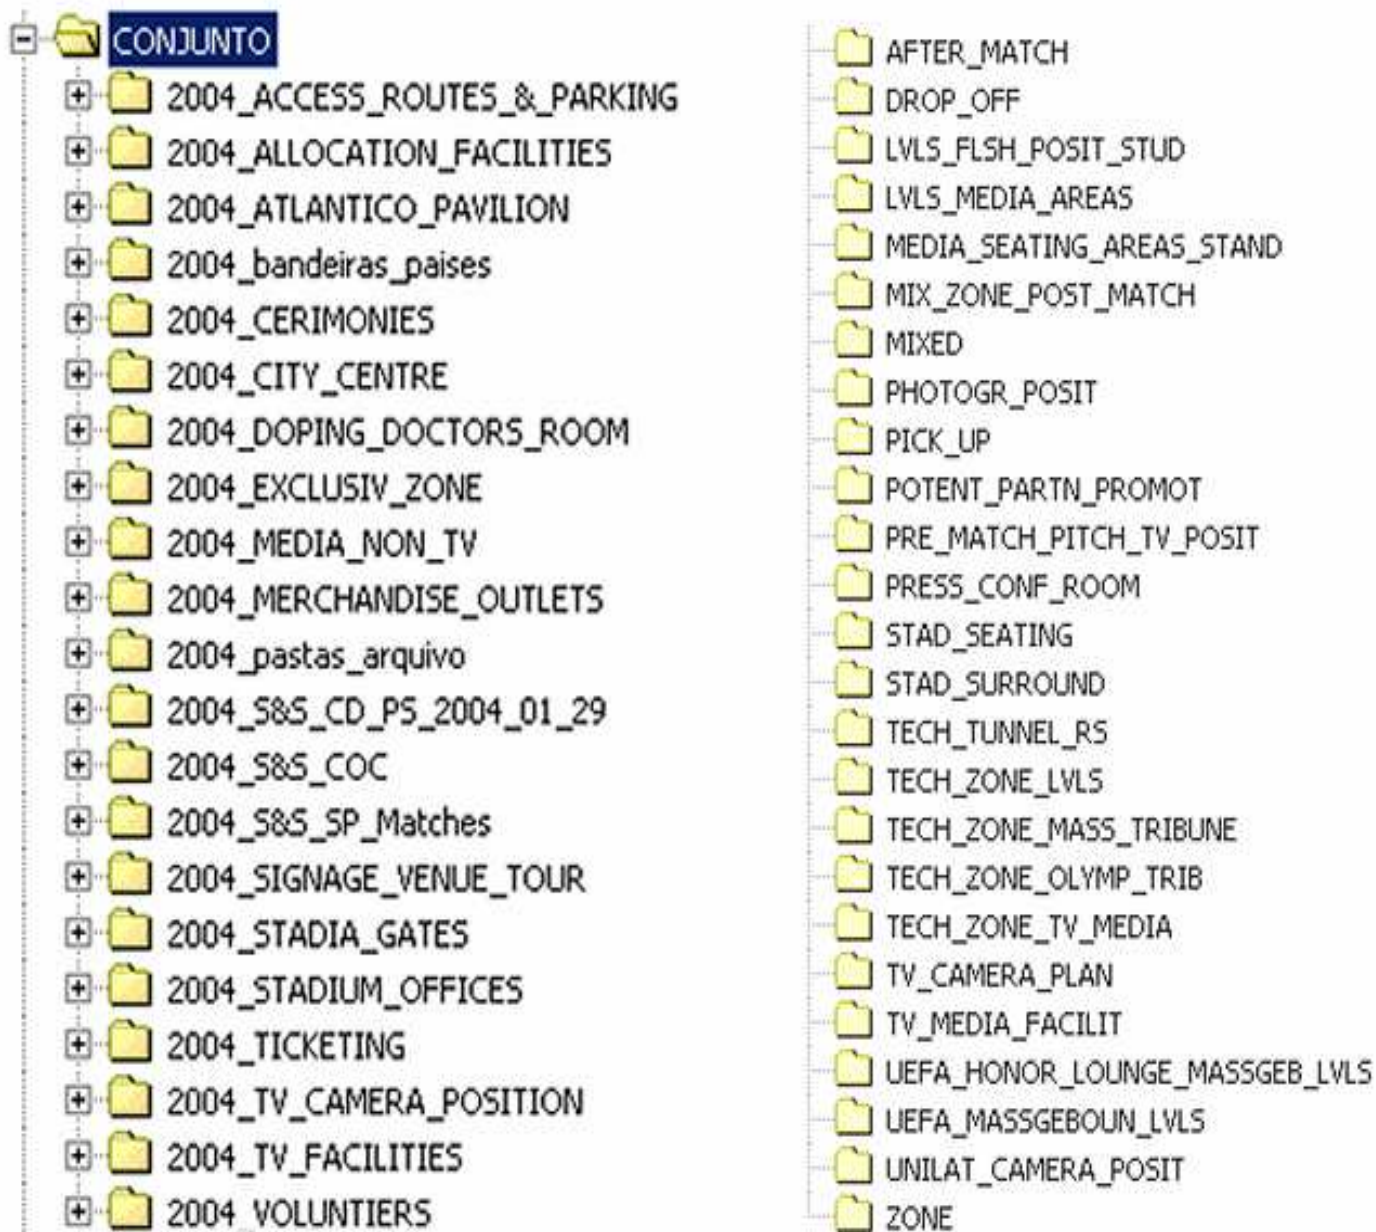 CONJUNTO
2004_ACCESS_ROUTES_&_PARKING
2004_ALLOCATION_FACILITIES
2004_ATLANTICO_PAVILION
2004_bandeiras_paises
2004_CERIMONIES
2004_CITY_CENTRE
2004_DOPING_DOCTORS_ROOM
2004_EXCLUSIV_ZONE
2004_MEDIA_NON_TV
2004_MERCHANDISE_OUTLETS
2004_pastas_arquivo
2004_S&S_CD_PS_2004_01_29
2004_S&S_COC
2004_S&S_SP_Matches
2004_SIGNAGE_VENUE_TOUR
2004_STADIA_GATES
2004_STADIUM_OFFICES
2004_TICKETING
2004_TV_CAMERA_POSITION
2004_TV_FACILITIES
2004_VOLUNTIERS
AFTER_MATCH
DROP_OFF
LVLS_FLSH_POSIT_STUD
LVLS_MEDIA_AREAS
MEDIA_SEATING_AREAS_STAND
MIX_ZONE_POST_MATCH
MIXED
PHOTOGR_POSIT
PICK_UP
POTENT_PARTN_PROMOT
PRE_MATCH_PITCH_TV_POSIT
PRESS_CONF_ROOM
STAD_SEATING
STAD_SURROUND
TECH_TUNNEL_RS
TECH_ZONE_LVLS
TECH_ZONE_MASS_TRIBUNE
TECH_ZONE_OLYMP_TRIB
TECH_ZONE_TV_MEDIA
TV_CAMERA_PLAN
TV_MEDIA_FACILIT
UEFA_HONOR_LOUNGE_MASSGEB_LVLS
UEFA_MASSGEBOUN_LVLS
UNILAT_CAMERA_POSIT
ZONE